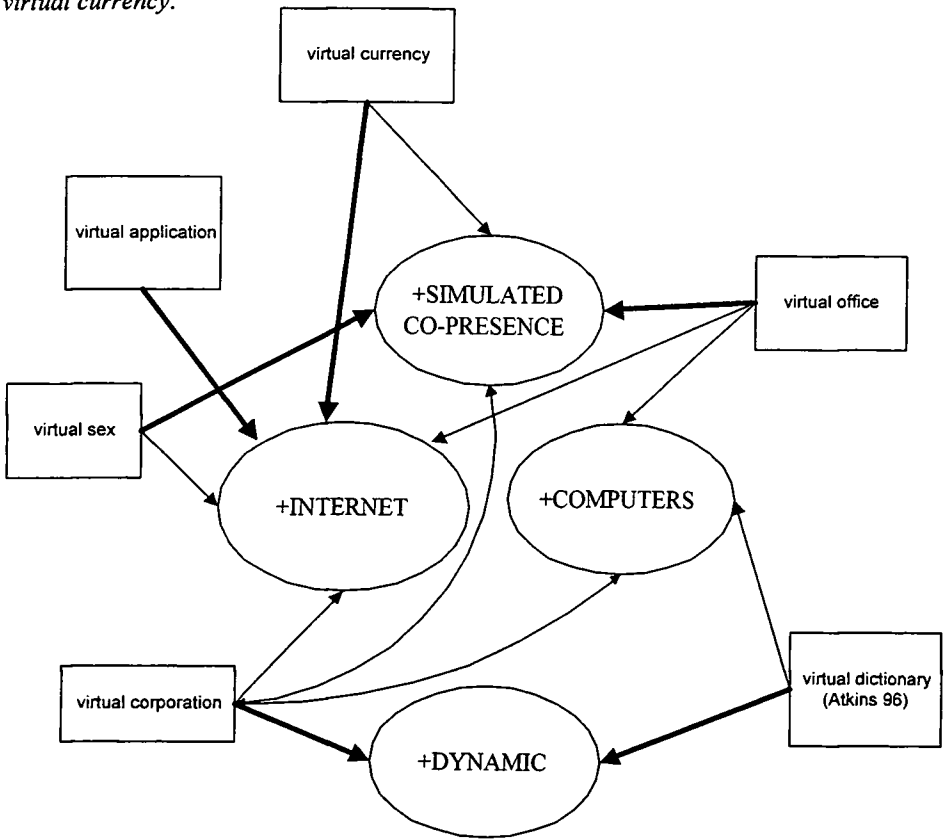 virtual currency.
virtual currency
virtual application
+SIMULATED
CO-PRESENCE
virtual office
virtual sex
+INTERNET
+COMPUTERS
virtual corporation
virtual dictionary
(Atkins 96)
+DYNAMIC